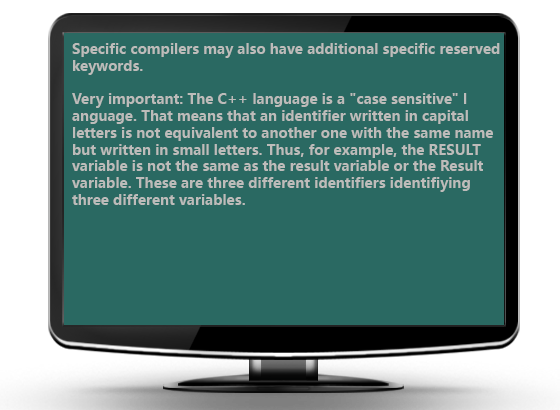 Specific compilers may also have additional specific reserved
keywords.
Very important: The C++ language is a "case sensitive" l
anguage. That means that an identifier written in capital
letters is not equivalent to another one with the same name
but written in small letters. Thus, for example, the RESULT
variable is not the same as the result variable or the Result
variable. These are three different identifiers identifiying
three different variables.